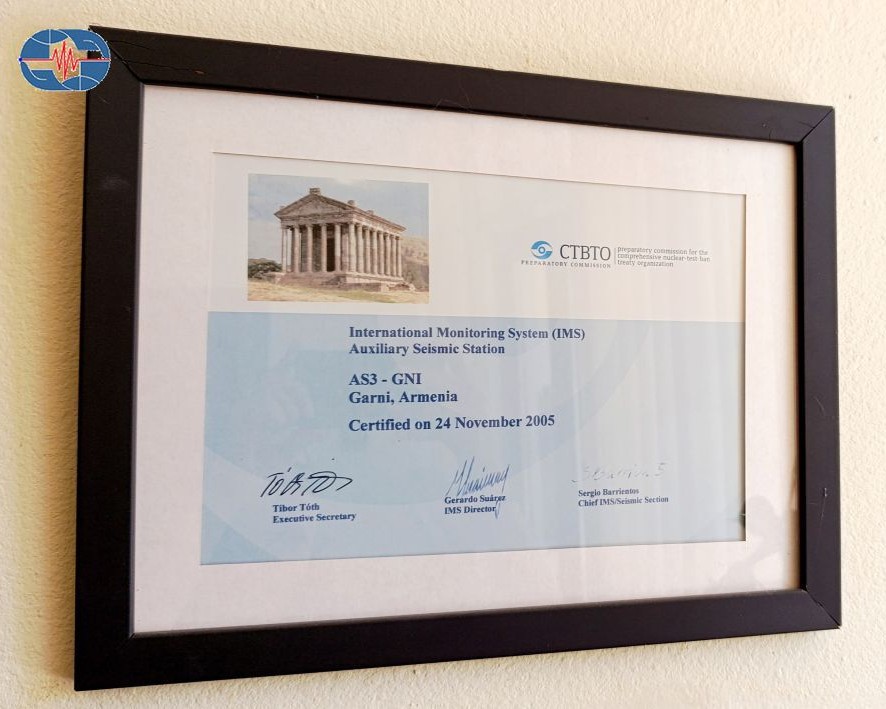 CTBTO
PREPARATORY COMMISSION
preparatory commission for the
comprehensive nuclear-test-ban
treaty organization
International Monitoring System (IMS)
Auxiliary Seismic Station
AS3 - GNI
Garni, Armenia
Certified on 24 November 2005
Tibor Tóth
Executive Secretary
Gerardo Suárez
IMS Director
Sergio Barrientos
Chief IMS/Seismic Section